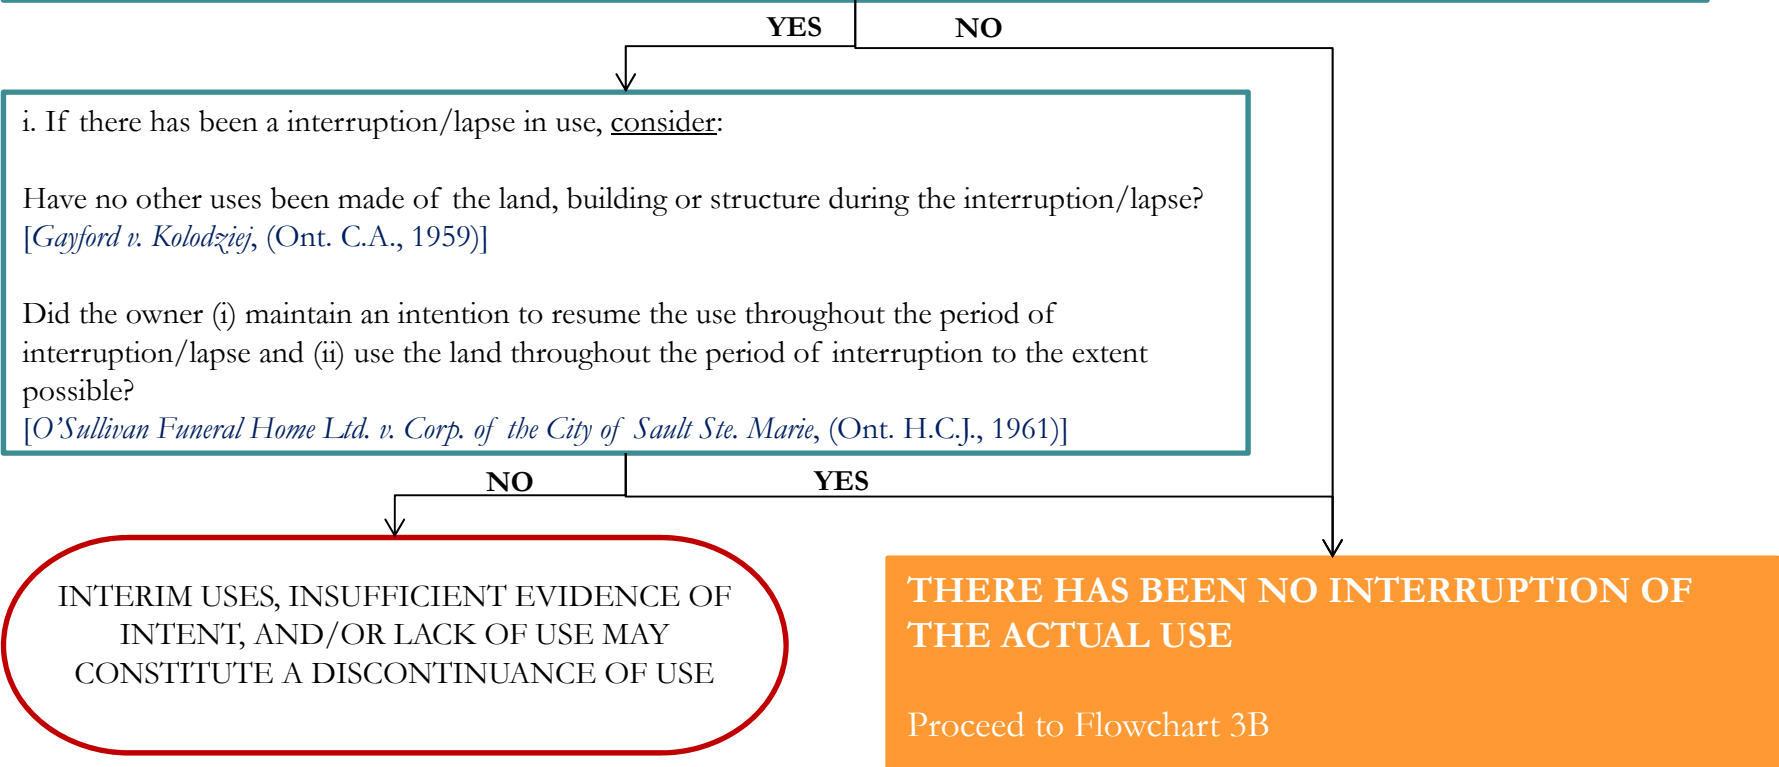 YES NO
i. If there has been a interruption/lapse in use, consider:
Have no other uses been made of the land, building or structure during the interruption/lapse?
[Gayford v. Kolodziej, (Ont. C.A., 1959)]
Did the owner (i) maintain an intention to resume the use throughout the period of
interruption/lapse and (ii) use the land throughout the period of interruption to the extent
possible?
[O’Sullivan Funeral Home Ltd. v. Corp. of the City of Sault Ste. Marie, (Ont. H.C.J., 1961)]
NO YES
INTERIM USES, INSUFFICIENT EVIDENCE OF
INTENT, AND/OR LACK OF USE MAY
CONSTITUTE A DISCONTINUANCE OF USE
THERE HAS BEEN NO INTERRUPTION OF
THE ACTUAL USE
Proceed to Flowchart 3B